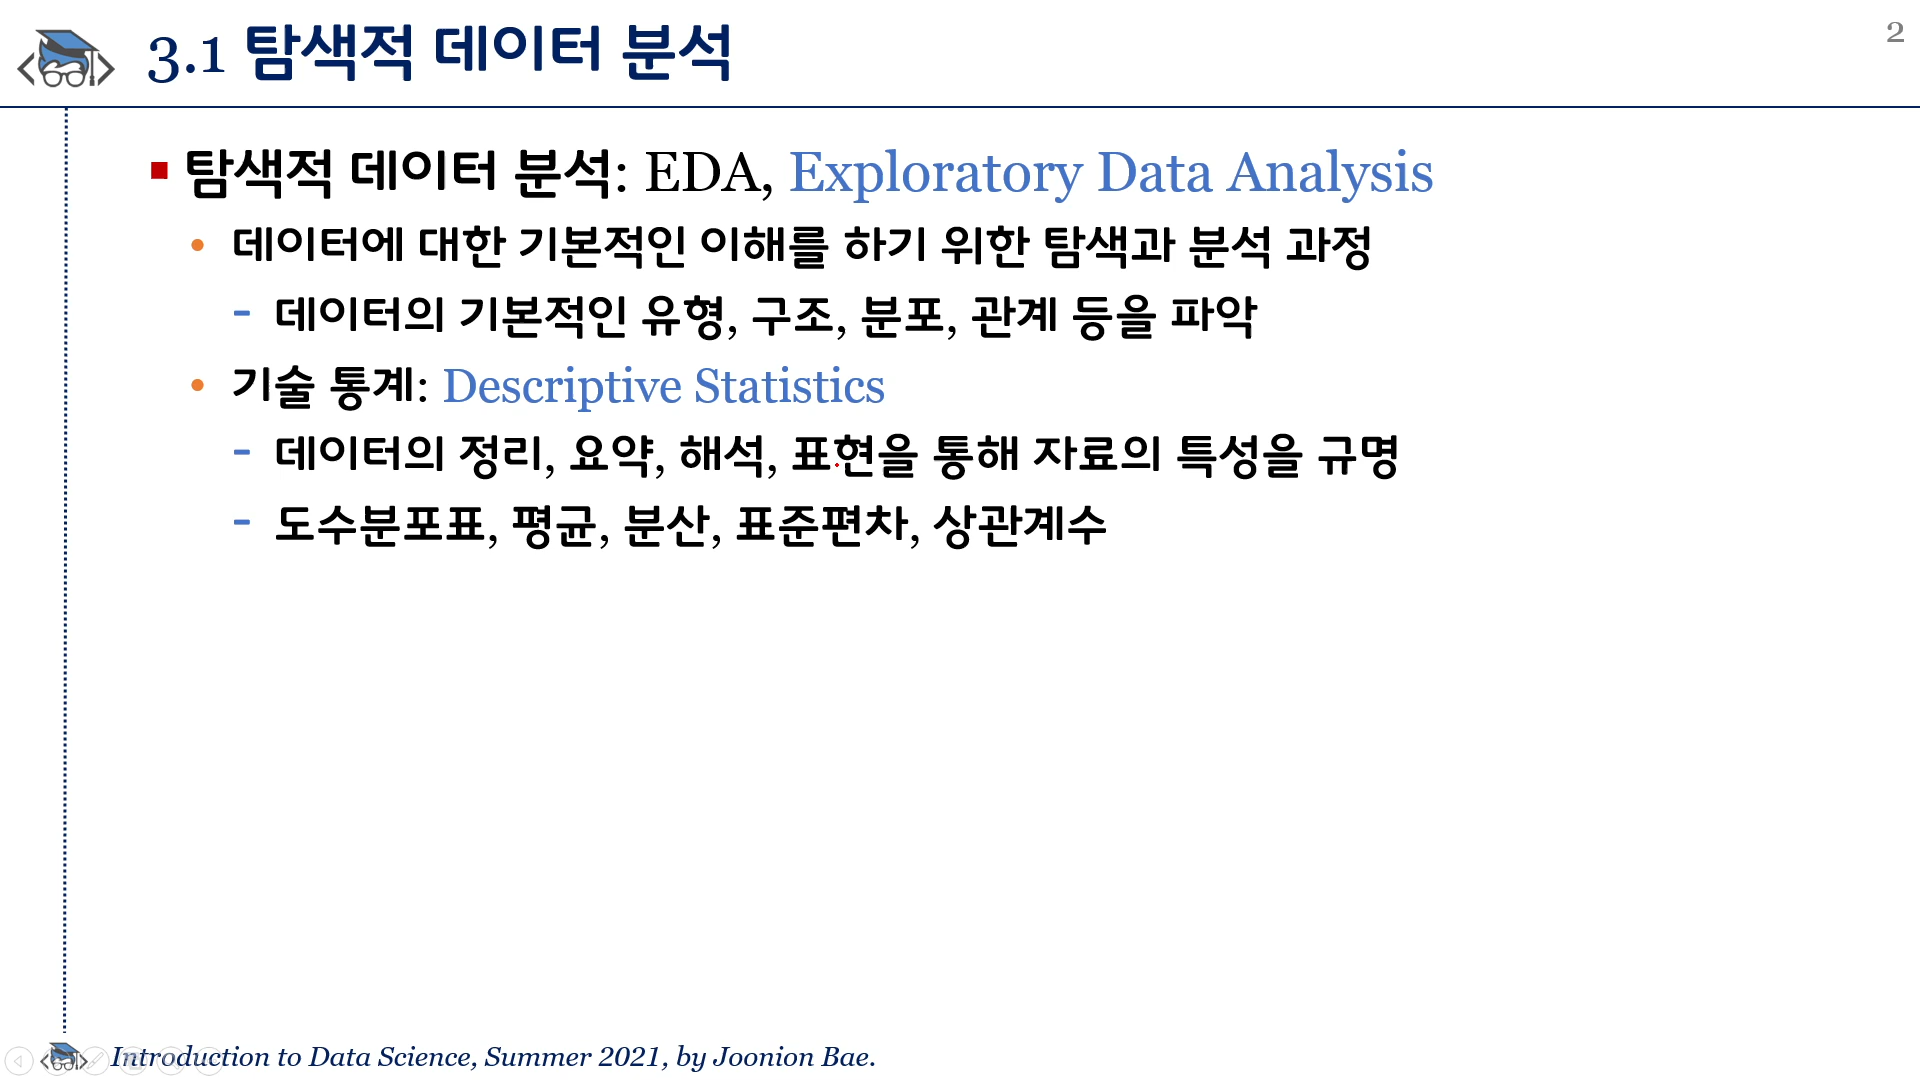 3.1 탐색적 데이터 분석
2
탐색적 데이터 분석: EDA, Exploratory Data Analysis
데이터에 대한 기본적인 이해를 하기 위한 탐색과 분석 과정
- 데이터의 기본적인 유형, 구조, 분포, 관계 등을 파악
기술 통계: Descriptive Statistics
- 데이터의 정리, 요약, 해석, 표현을 통해 자료의 특성을 규명
- 도수분포표, 평균, 분산, 표준편차, 상관계수
Introduction to Data Science, Summer 2021, by Joonion Bae.